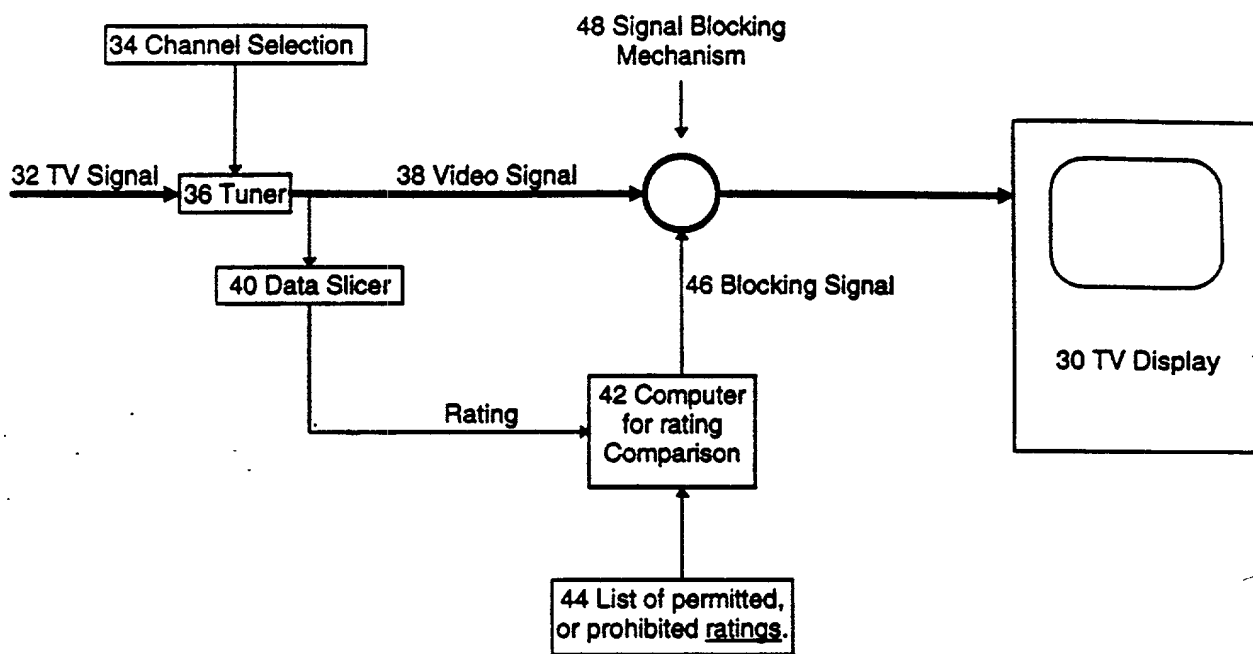 34 Channel Selection
48 Signal Blocking
Mechanism
32 TV Signal
36 Tuner
38 Video Signal
40 Data Slicer
46 Blocking Signal
30 TV Display
Rating
42 Computer
for rating
Comparison
44 List of permitted,
or prohibited ratings.